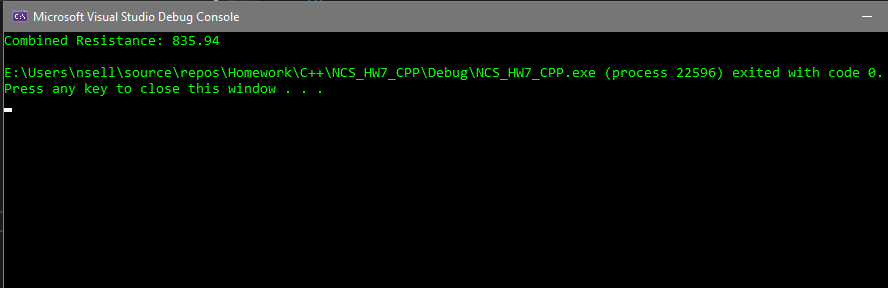 Microsoft Visual Studio Debug Console
Combined Resistance: 835.94
E:\Users\nsell\source\repos\Homework\C++\NCS_HW7_CPP\Debug\NCS_HW7_CPP.exe (process 22596) exited with code 0.
Press any key to close this window . . .